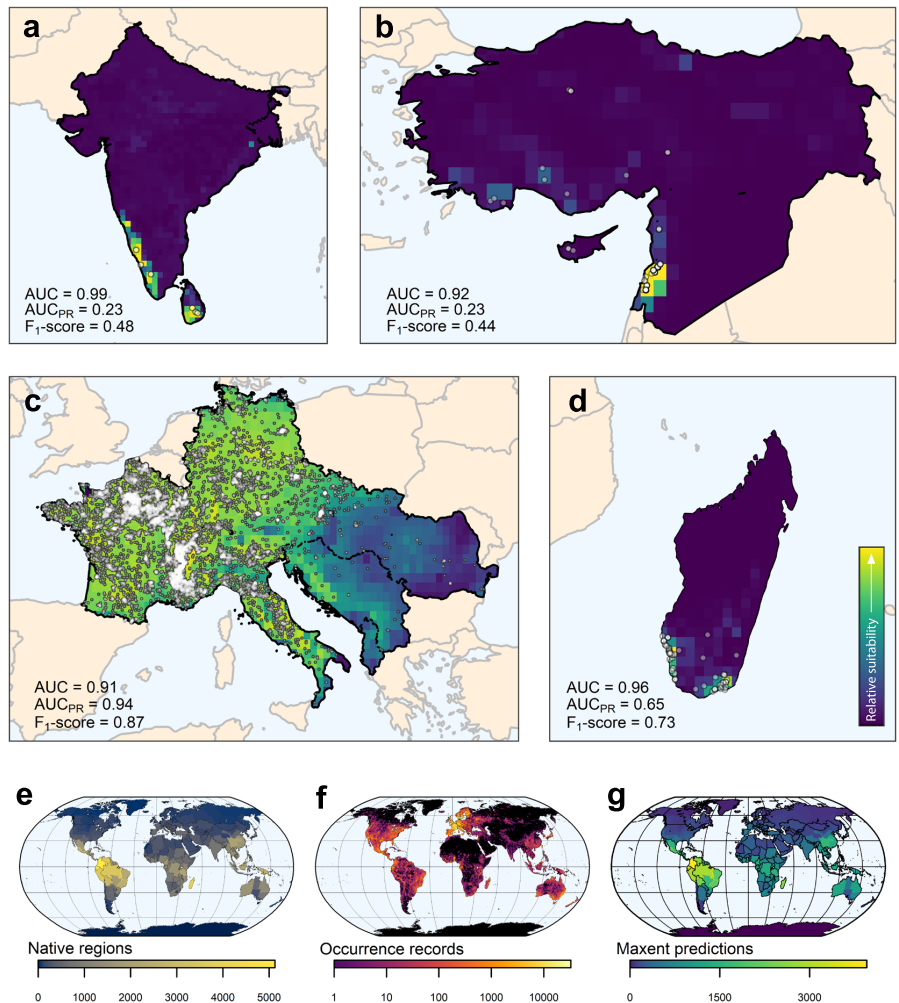 a
AUC = 0.99
AUCPR = 0.23
F1-score = 0.48
b
AUC = 0.92
AUCPR = 0.23
F1-score = 0.44
c
AUC = 0.91
AUCPR = 0.94
F1-score = 0.87
d
AUC = 0.96
AUCPR = 0.65
F1-score = 0.73
Relative suitability
e
Native regions
0 1000 2000 3000 4000 5000
f
Occurrence records
1 10 100 1000 10000
g
Maxent predictions
0 1500 3000